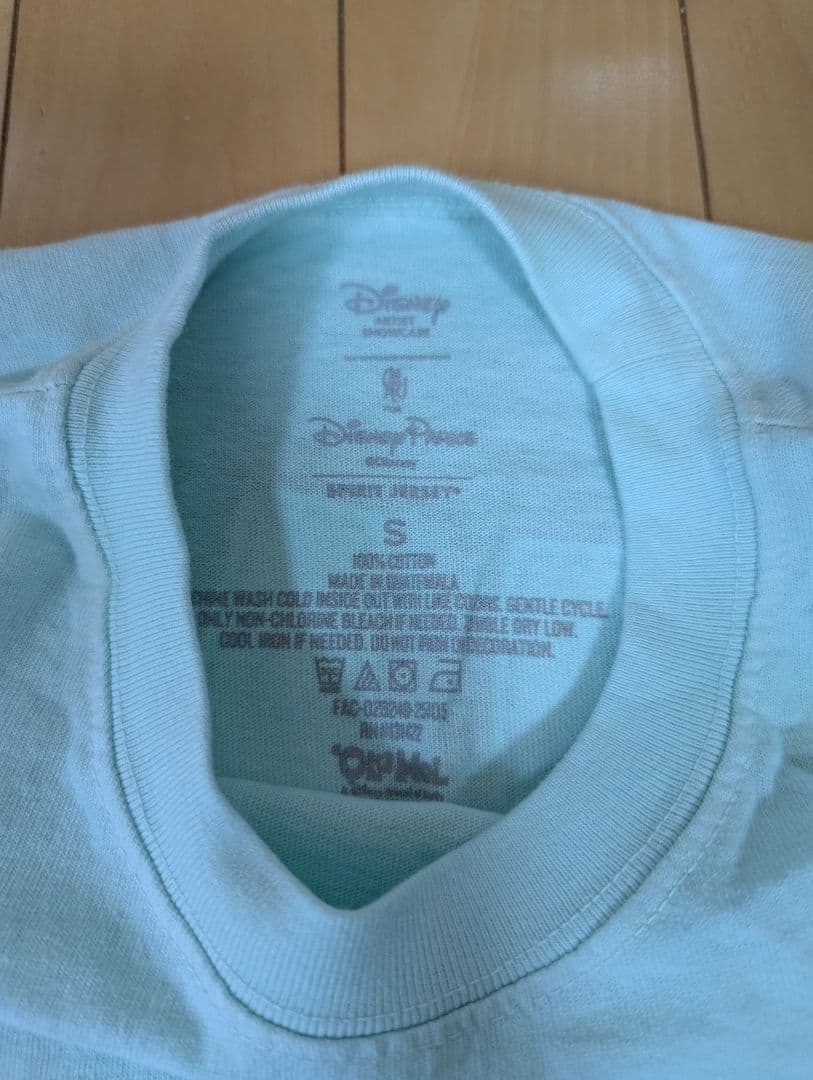 Disney
ARTIST
SHOWCASE
Disney Parks
©Disney
SPIRIT JERSEY®
S
100% COTTON
MADE IN GUATEMALA
WASH COLD INSIDE OUT WITH LIKE COLORS. GENTLE CYCLE.
ONLY NON-CHLORINE BLEACH IF NEEDED. TUMBLE DRY LOW.
COOL IRON IF NEEDED. DO NOT IRON ON DECORATION.